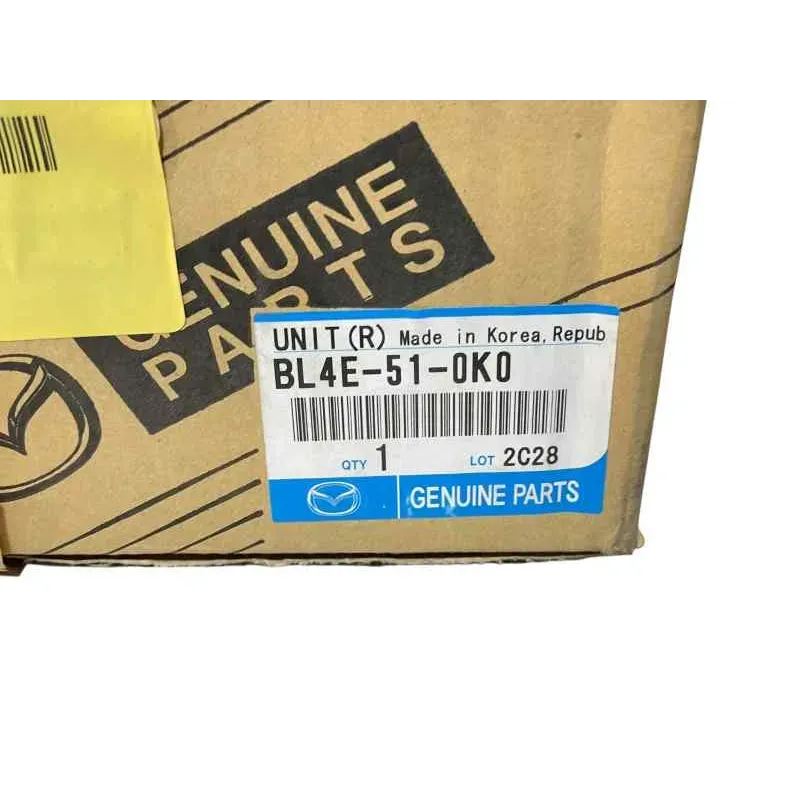 GENUINE
PARTS
UNIT(R) Made in Korea, Repub
BL4E-51-0K0
QTY 1 LOT 2C28
GENUINE PARTS